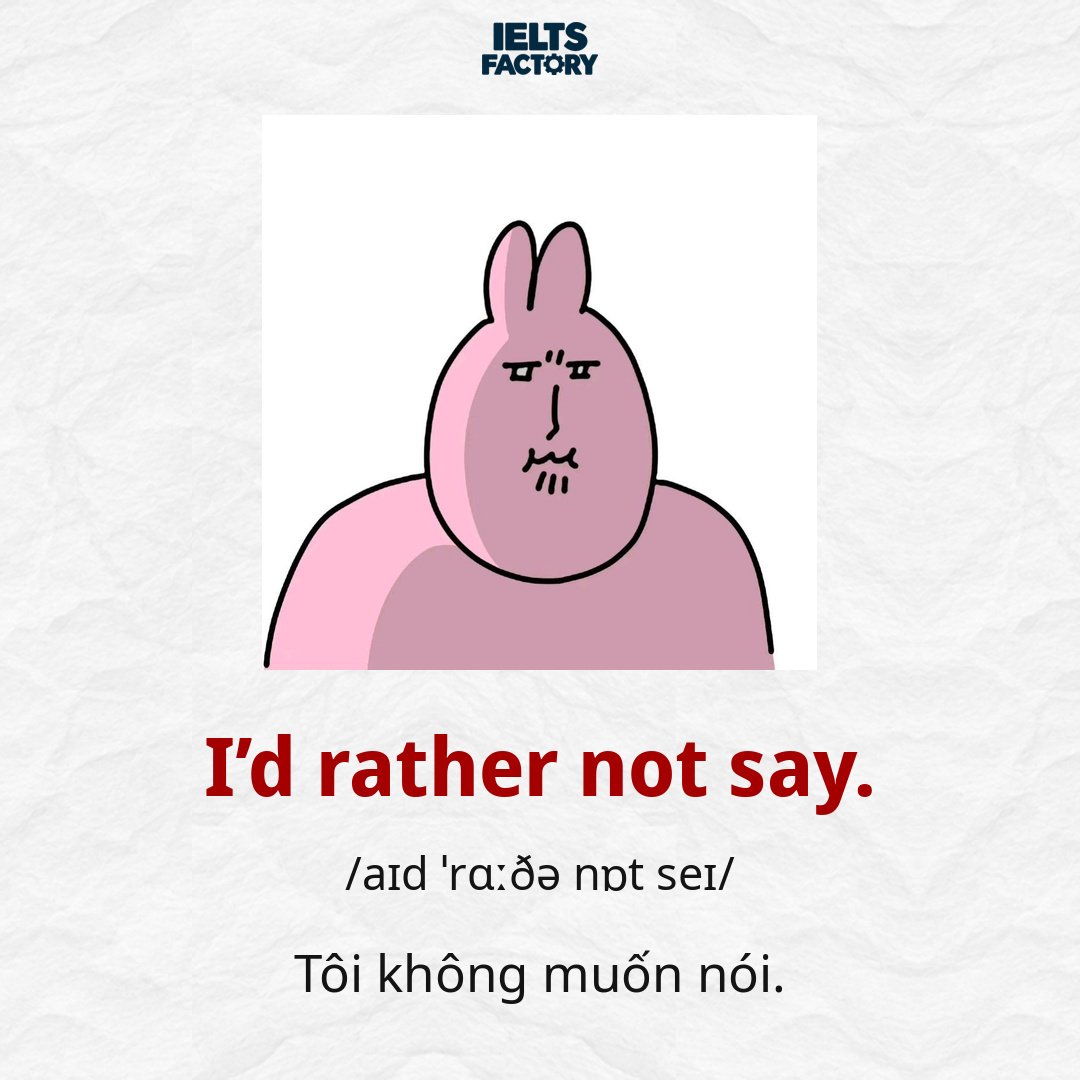 IELTS
FACTORY
I’d rather not say.
/aɪd ˈrɑːðə nɒt seɪ/
Tôi không muốn nói.